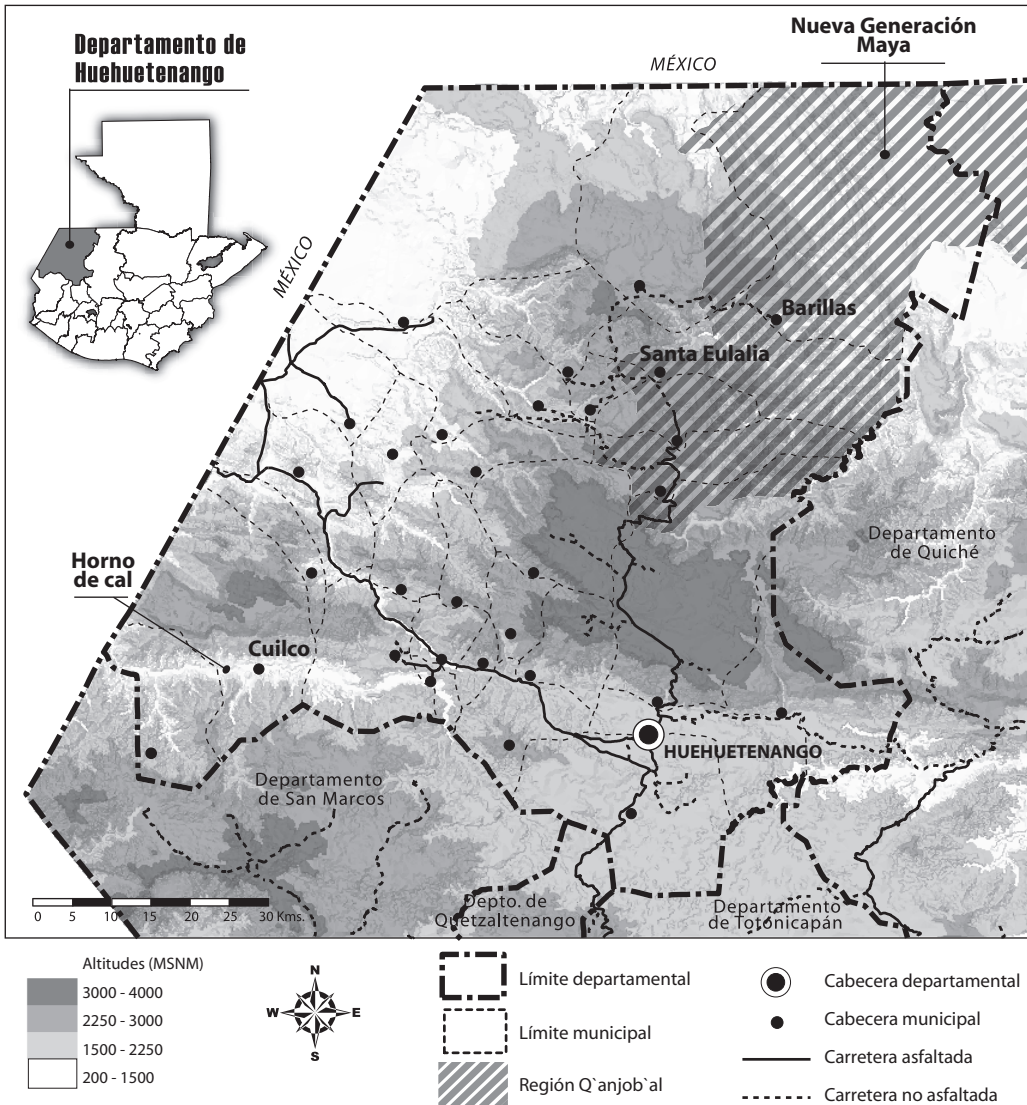 Departamento de
Huehuetenango
Nueva Generación
Maya
MÉXICO
MÉXICO
Barillas
Santa Eulalia
Departamento
de Quiché
Horno
de cal
Cuilco
HUEHUETENANGO
Departamento
de San Marcos
Depto. de
Quetzaltenango
Departamento
de Totonicapán
0 5 10 15 20 25 30 Kms.
Altitudes (MSNM)
3000 - 4000
2250 - 3000
1500 - 2250
200 - 1500
N
W E
S
Límite departamental
Límite municipal
Región Q`anjob`al
Cabecera departamental
Cabecera municipal
Carretera asfaltada
Carretera no asfaltada